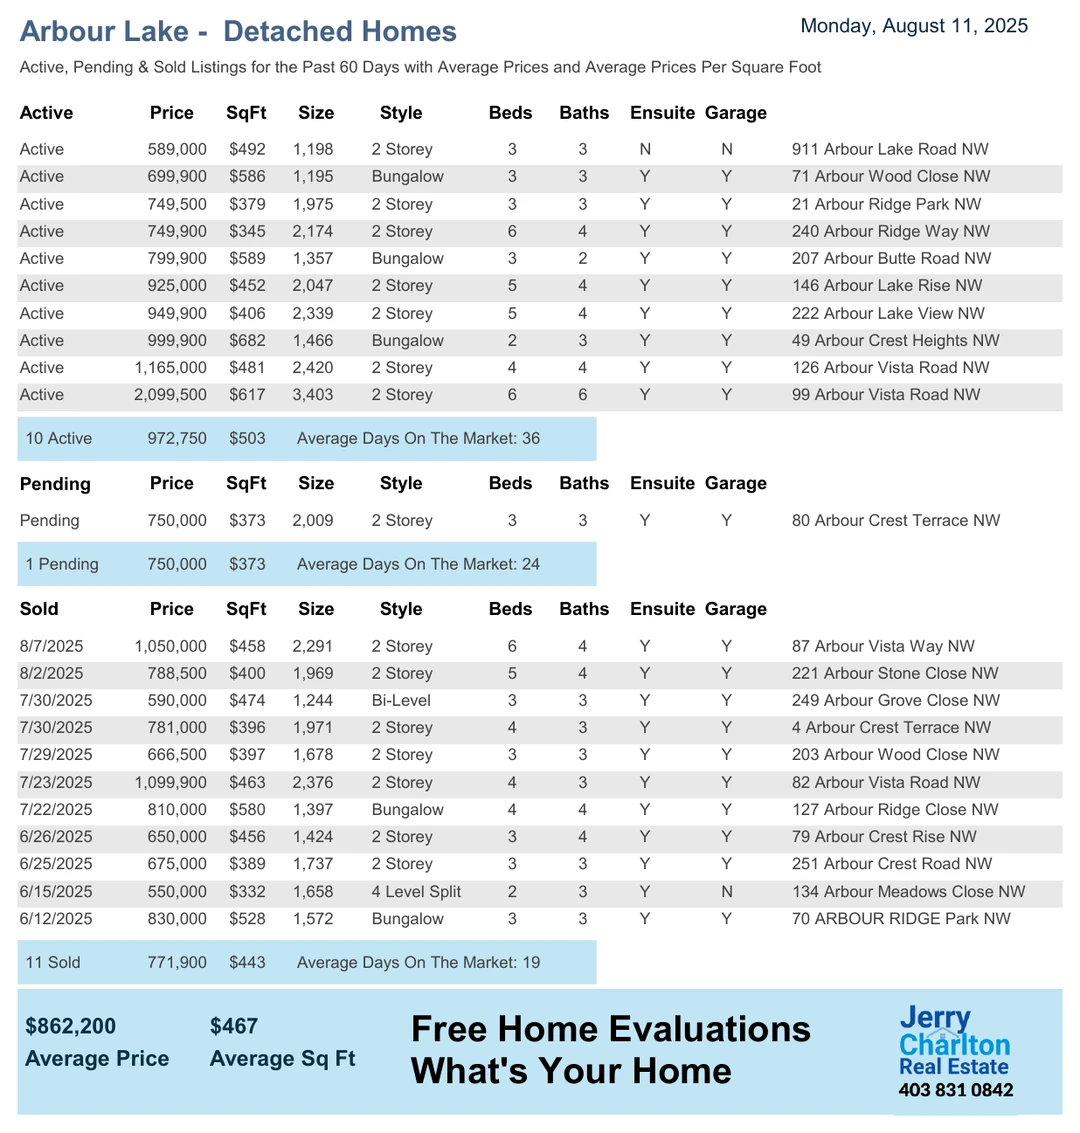 Arbour Lake - Detached Homes
Monday, August 11, 2025
Active, Pending & Sold Listings for the Past 60 Days with Average Prices and Average Prices Per Square Foot
Active Price SqFt Size Style Beds Baths Ensuite Garage
Active 589,000 $492 1,198 2 Storey 3 3 N N 911 Arbour Lake Road NW
Active 699,900 $586 1,195 Bungalow 3 3 Y Y 71 Arbour Wood Close NW
Active 749,500 $379 1,975 2 Storey 3 3 Y Y 21 Arbour Ridge Park NW
Active 749,900 $345 2,174 2 Storey 6 4 Y Y 240 Arbour Ridge Way NW
Active 799,900 $589 1,357 Bungalow 3 2 Y Y 207 Arbour Butte Road NW
Active 925,000 $452 2,047 2 Storey 5 4 Y Y 146 Arbour Lake Rise NW
Active 949,900 $406 2,339 2 Storey 5 4 Y Y 222 Arbour Lake View NW
Active 999,900 $682 1,466 Bungalow 2 3 Y Y 49 Arbour Crest Heights NW
Active 1,165,000 $481 2,420 2 Storey 4 4 Y Y 126 Arbour Vista Road NW
Active 2,099,500 $617 3,403 2 Storey 6 6 Y Y 99 Arbour Vista Road NW
10 Active 972,750 $503 Average Days On The Market: 36
Pending Price SqFt Size Style Beds Baths Ensuite Garage
Pending 750,000 $373 2,009 2 Storey 3 3 Y Y 80 Arbour Crest Terrace NW
1 Pending 750,000 $373 Average Days On The Market: 24
Sold Price SqFt Size Style Beds Baths Ensuite Garage
8/7/2025 1,050,000 $458 2,291 2 Storey 6 4 Y Y 87 Arbour Vista Way NW
8/2/2025 788,500 $400 1,969 2 Storey 5 4 Y Y 221 Arbour Stone Close NW
7/30/2025 590,000 $474 1,244 Bi-Level 3 3 Y Y 249 Arbour Grove Close NW
7/30/2025 781,000 $396 1,971 2 Storey 4 3 Y Y 4 Arbour Crest Terrace NW
7/29/2025 666,500 $397 1,678 2 Storey 3 3 Y Y 203 Arbour Wood Close NW
7/23/2025 1,099,900 $463 2,376 2 Storey 4 3 Y Y 82 Arbour Vista Road NW
7/22/2025 810,000 $580 1,397 Bungalow 4 4 Y Y 127 Arbour Ridge Close NW
6/26/2025 650,000 $456 1,424 2 Storey 3 4 Y Y 79 Arbour Crest Rise NW
6/25/2025 675,000 $389 1,737 2 Storey 3 3 Y Y 251 Arbour Crest Road NW
6/15/2025 550,000 $332 1,658 4 Level Split 2 3 Y N 134 Arbour Meadows Close NW
6/12/2025 830,000 $528 1,572 Bungalow 3 3 Y Y 70 ARBOUR RIDGE Park NW
11 Sold 771,900 $443 Average Days On The Market: 19
$862,200 $467
Average Price Average Sq Ft
Free Home Evaluations
What's Your Home
Jerry
Charlton
Real Estate
403 831 0842